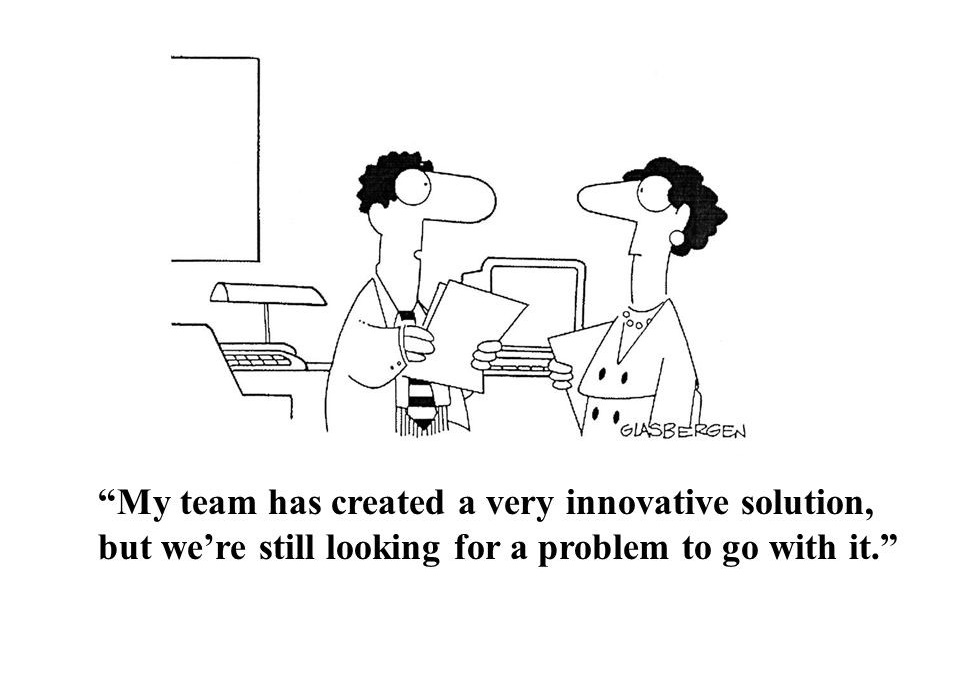 GLASBERGEN
“My team has created a very innovative solution,
but we’re still looking for a problem to go with it.”